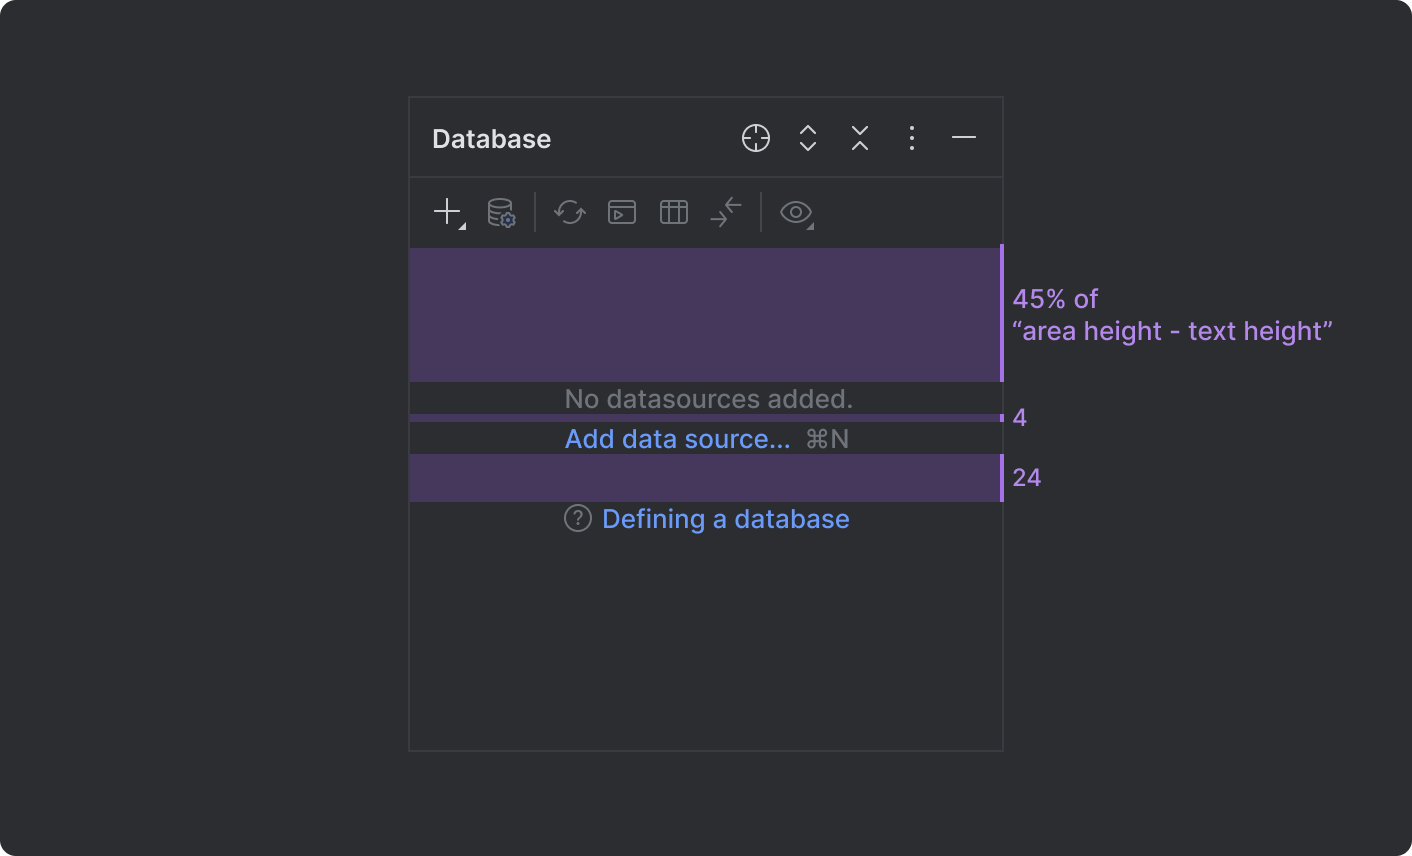 Database
45% of
“area height - text height”
No datasources added.
4
Add data source... ⌘N
24
? Defining a database